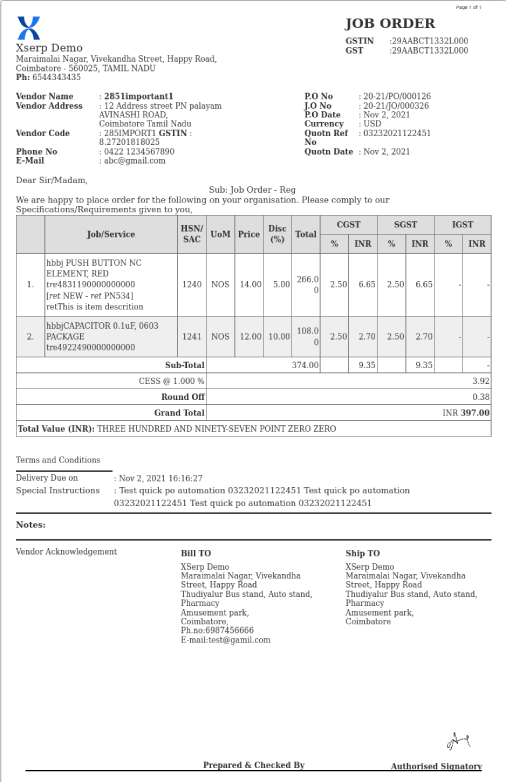 Page 1 of 1
JOB ORDER
GSTIN :29AABCT1332L000
GST :29AABCT1332L000
Xserp Demo
Maraimalai Nagar, Vivekandha Street, Happy Road,
Coimbatore - 560025, TAMIL NADU
Ph: 6544343435
Vendor Name : 2851important1
Vendor Address : 12 Address street PN palayam
AVINASHI ROAD,
Coimbatore Tamil Nadu
Vendor Code : 285IMPORT1 GSTIN :
8.27201818025
Phone No : 0422 1234567890
E-Mail : abc@gmail.com
P.O No : 20-21/PO/000126
J.O No : 20-21/JO/000326
P.O Date : Nov 2, 2021
Currency : USD
Quotn Ref : 03232021122451
No
Quotn Date : Nov 2, 2021
Dear Sir/Madam,
Sub: Job Order - Reg
We are happy to place order for the following on your organisation. Please comply to our
Specifications/Requirements given to you,
Job/Service HSN/ SAC UoM Price Disc (%) Total CGST SGST IGST
% INR % INR % INR
hbbj PUSH BUTTON NC
ELEMENT, RED
1. tre4831190000000000 1240 NOS 14.00 5.00 266.0 0 2.50 6.65 2.50 6.65 - -
[ret NEW - ret PN534]
retThis is item descrition
hbbjCAPACITOR 0.1uF, 0603
2. PACKAGE 1241 NOS 12.00 10.00 108.0 0 2.50 2.70 2.50 2.70 - -
tre4922490000000000
Sub-Total 374.00 9.35 9.35 -
CESS @ 1.000 % 3.92
Round Off 0.38
Grand Total INR 397.00
Total Value (INR): THREE HUNDRED AND NINETY-SEVEN POINT ZERO ZERO
Terms and Conditions
Delivery Due on : Nov 2, 2021 16:16:27
Special Instructions : Test quick po automation 03232021122451 Test quick po automation
03232021122451 Test quick po automation 03232021122451
Notes:
Vendor Acknowledgement
Bill TO
XSerp Demo
Maraimalai Nagar, Vivekandha
Street, Happy Road
Thudiyalur Bus stand, Auto stand,
Pharmacy
Amusement park,
Coimbatore,
Ph.no:6987456666
E-mail:test@gamil.com
Ship TO
XSerp Demo
Maraimalai Nagar, Vivekandha
Street, Happy Road
Thudiyalur Bus stand, Auto stand,
Pharmacy
Amusement park,
Coimbatore
Prepared & Checked By
Authorised Signatory